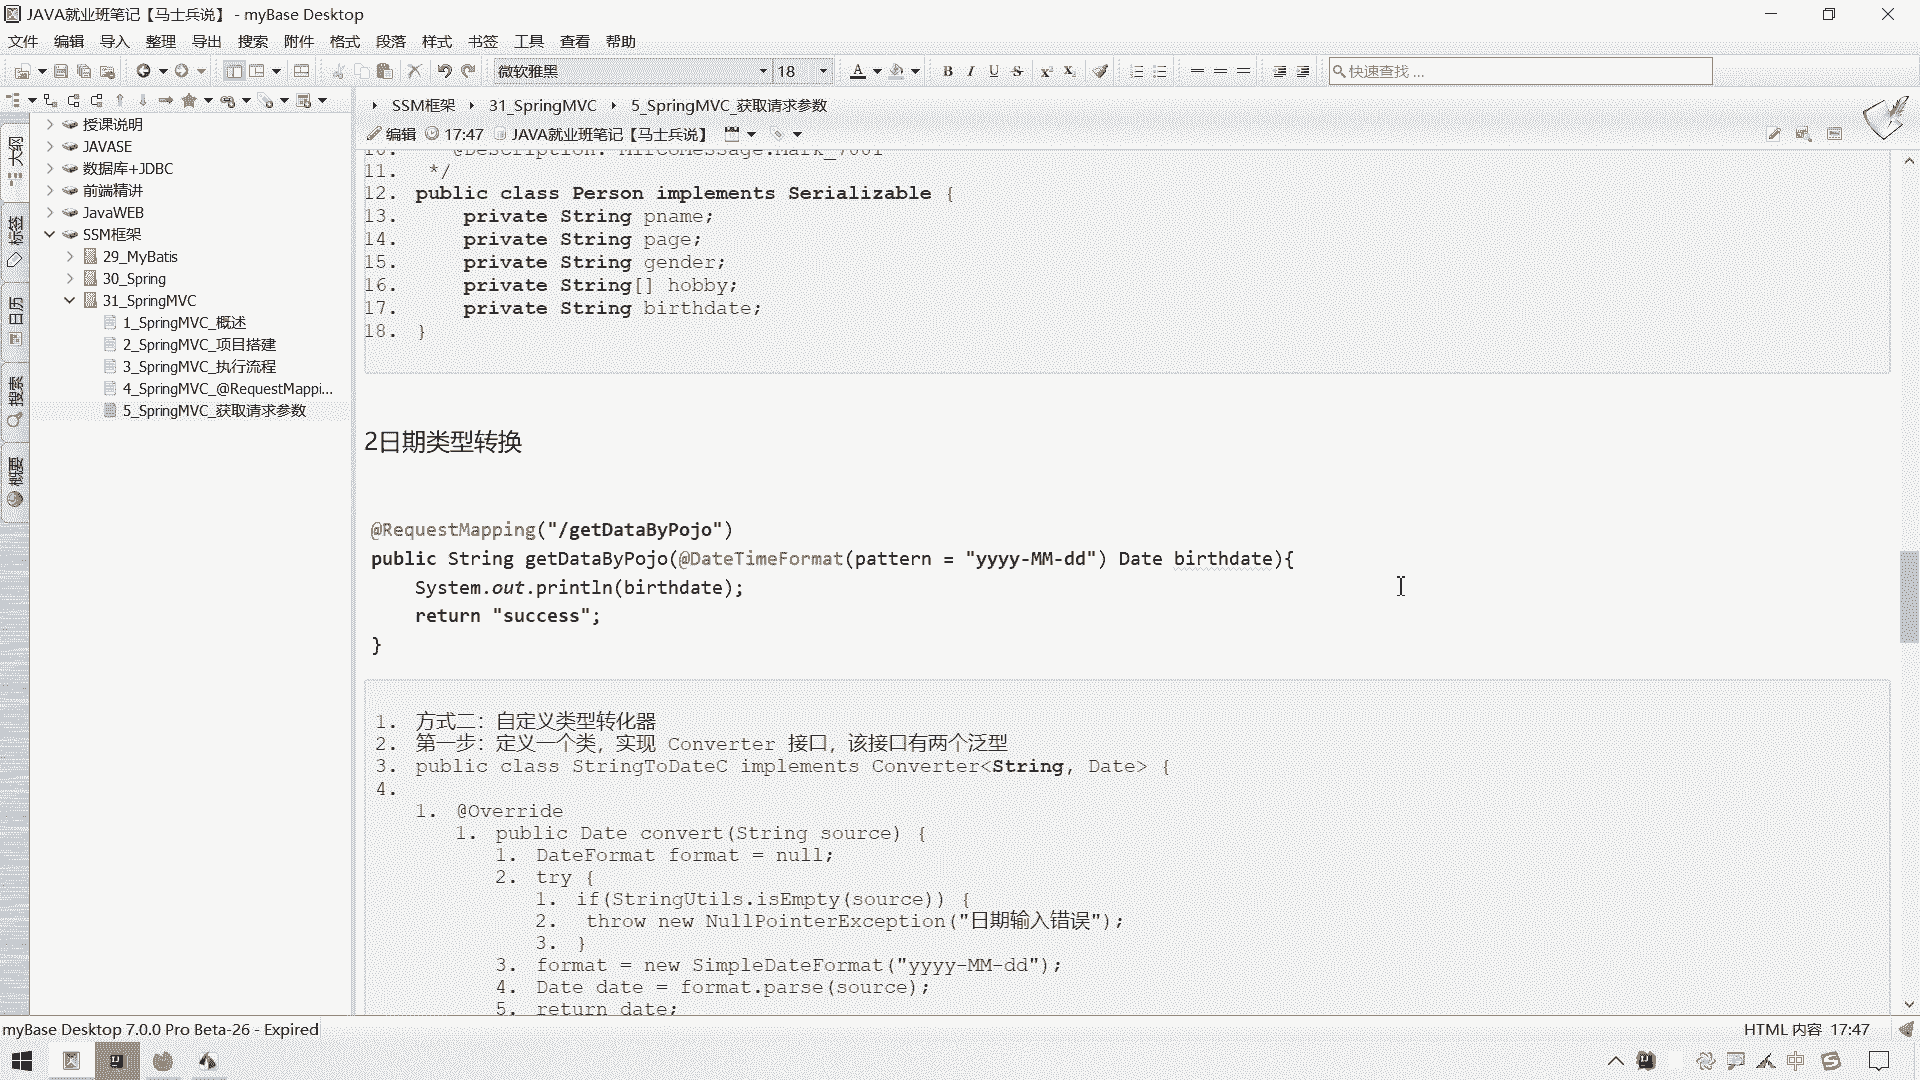 JAVA就业班笔记【马士兵说】 - myBase Desktop
文件 编辑 导入 整理 导出 搜索 附件 格式 段落 样式 书签 工具 查看 帮助
微软雅黑 18 A B I U S x² X₂ 快速查找 ...
SSM框架 31_SpringMVC 5_SpringMVC_获取请求参数
编辑 17:47 JAVA就业班笔记【马士兵说】
大纲
标签
日历
搜索
概要
授课说明
JAVASE
数据库+JDBC
前端精讲
JavaWEB
SSM框架
29_MyBatis
30_Spring
31_SpringMVC
1_SpringMVC_概述
2_SpringMVC_项目搭建
3_SpringMVC_执行流程
4_SpringMVC_@RequestMappi...
5_SpringMVC_获取请求参数
11. */
12. public class Person implements Serializable {
13. private String pname;
14. private String page;
15. private String gender;
16. private String[] hobby;
17. private String birthdate;
18. }
2日期类型转换
@RequestMapping("/getDataByPojo")
public String getDataByPojo(@DateTimeFormat(pattern = "yyyy-MM-dd") Date birthdate){
System.out.println(birthdate);
return "success";
}
1. 方式二：自定义类型转化器
2. 第一步：定义一个类，实现 Converter 接口，该接口有两个泛型
3. public class StringToDateC implements Converter<String, Date> {
4.
1. @Override
1. public Date convert(String source) {
1. DateFormat format = null;
2. try {
1. if(StringUtils.isEmpty(source)) {
2. throw new NullPointerException("日期输入错误");
3. }
3. format = new SimpleDateFormat("yyyy-MM-dd");
4. Date date = format.parse(source);
5. return date;
myBase Desktop 7.0.0 Pro Beta-26 - Expired
HTML 内容 17:47
中